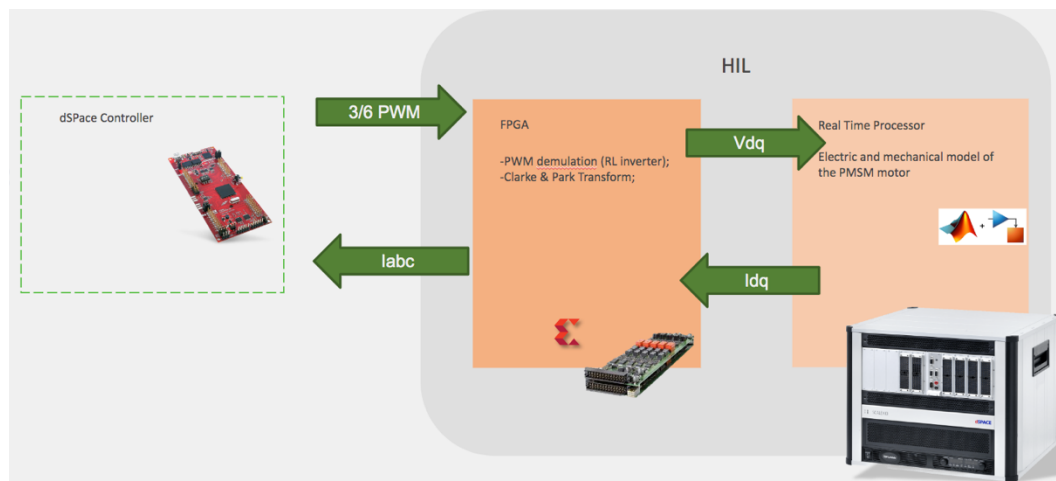 HIL
dSPace Controller
3/6 PWM
FPGA
-PWM demulation (RL inverter);
-Clarke & Park Transform;
Vdq
Real Time Processor
Electric and mechanical model of
the PMSM motor
Iabc
Idq
+
dSPACE